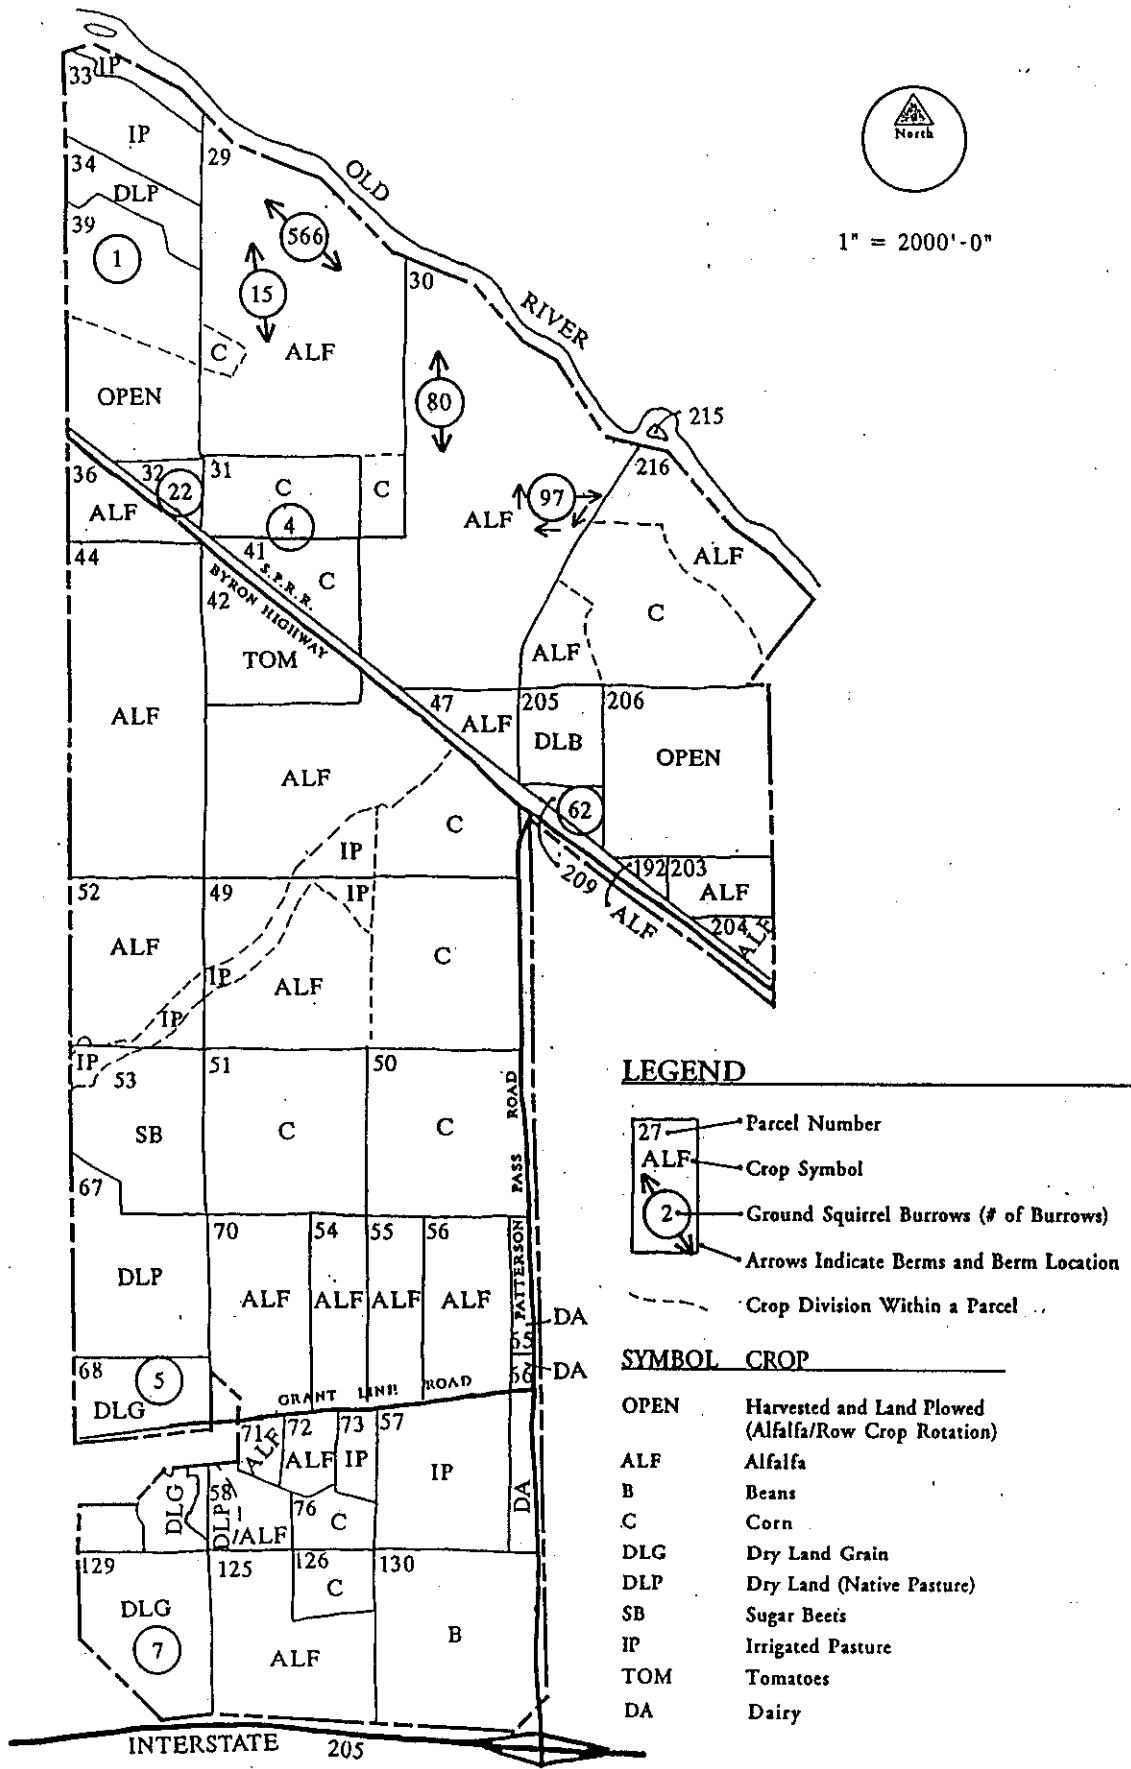 33
IP
North
1" = 2000'-0"
IP
29
34
OLD
DLP
39
566
1
30
15
RIVER
C
ALF
OPEN
80
215
216
36
32
31
22
C
C
4
ALF
97
ALF
ALF
44
41
S.P.R.R.
C
BYRON HIGHWAY
42
C
TOM
ALF
47
205
206
ALF
ALF
DLB
OPEN
ALF
62
C
IP
209
192
203
52
49
IP
ALF
ALF
204
ALF
ALF
C
IP
ALF
IP
IP
53
51
50
SB
C
C
PATTERSON PASS ROAD
67
70
54
55
56
DLP
ALF
ALF
ALF
ALF
DA
65
66
DA
68
5
DLG
GRANT LINE ROAD
71
72
73
57
ALF
ALF
IP
IP
DLG
58
DLP
ALF
76
C
DA
129
125
126
130
DLG
C
7
B
ALF
INTERSTATE 205
LEGEND
27
Parcel Number
ALF
Crop Symbol
2
Ground Squirrel Burrows (# of Burrows)
Arrows Indicate Berms and Berm Location
Crop Division Within a Parcel
SYMBOL CROP
OPEN Harvested and Land Plowed
(Alfalfa/Row Crop Rotation)
ALF Alfalfa
B Beans
C Corn
DLG Dry Land Grain
DLP Dry Land (Native Pasture)
SB Sugar Beets
IP Irrigated Pasture
TOM Tomatoes
DA Dairy